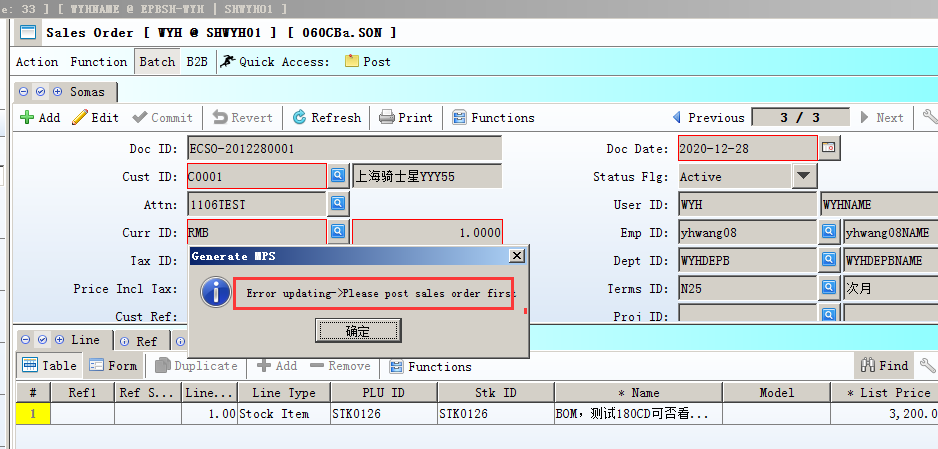 e: 33 ] [ WYHNAME @ EPBSH-WYH | SHWYH01 ]
Sales Order [ WYH @ SHWYH01 ] [ 060CBa.SON ]
Action Function Batch B2B Quick Access: Post
Somas
Add Edit Commit Revert Refresh Print Functions Previous 3 / 3 Next
Doc ID: ECSO-2012280001 Doc Date: 2020-12-28
Cust ID: C0001 上海骑士星YYY55 Status Flg: Active
Attn: 1106TEST User ID: WYH WYHNAME
Curr ID: RMB 1.0000 Emp ID: yhwang08 yhwang08NAME
Generate MPS
Tax ID: Dept ID: WYHDEPB WYHDEPBNAME
Error updating->Please post sales order first
Price Incl Tax: Terms ID: N25 次月
Cust Ref: Proj ID:
确定
Line Ref
Table Form Duplicate Add Remove Functions Find
# Ref1 Ref S... Line... Line Type PLU ID Stk ID * Name Model * List Price
1 1.00 Stock Item STK0126 STK0126 BOM，测试180CD可否看... 3,200.0